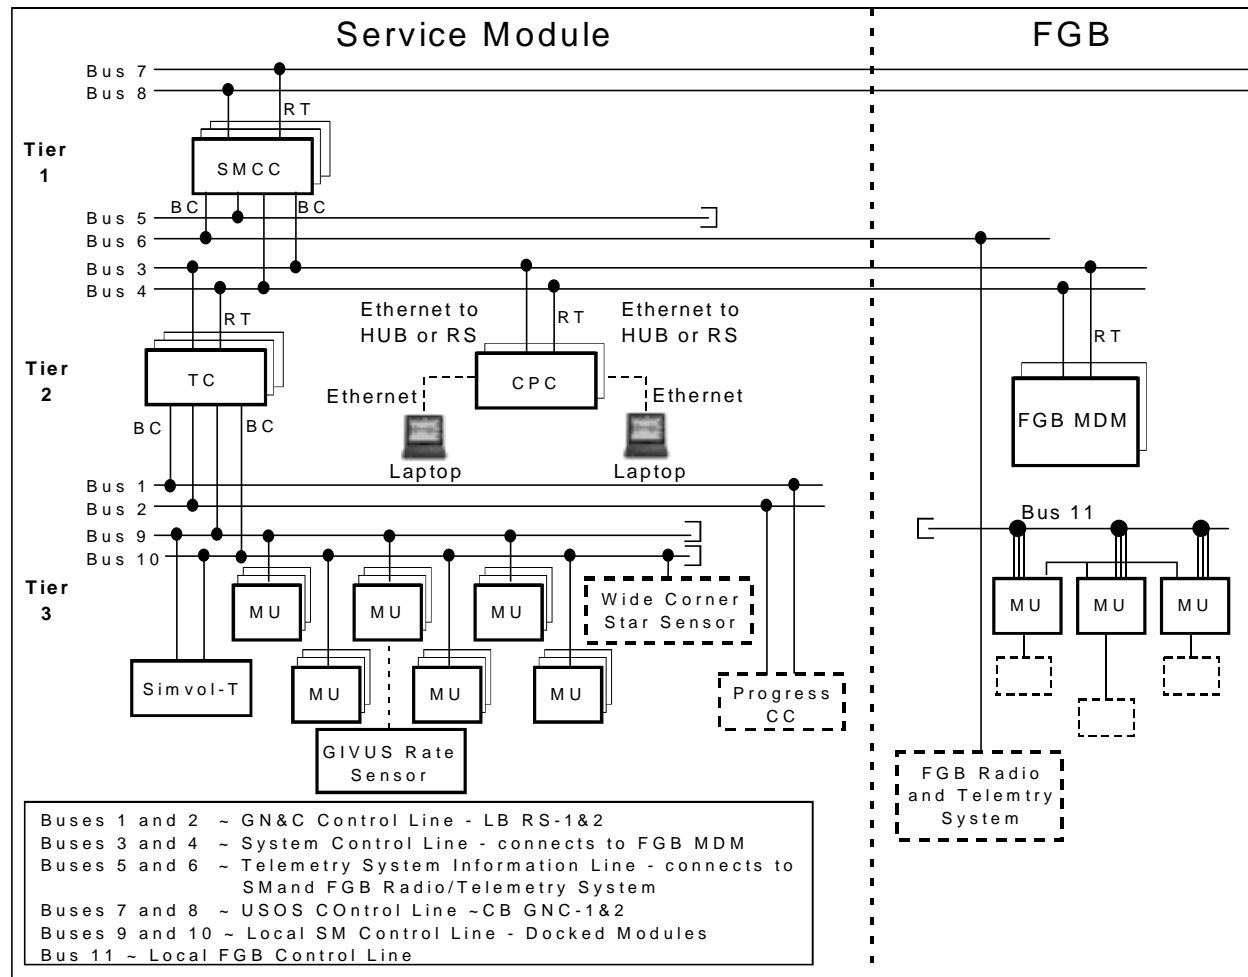 Service Module
FGB
Bus 7
Bus 8
RT
Tier
1
SMCC
BC
BC
Bus 5
Bus 6
Bus 3
Bus 4
Ethernet to
HUB or RS
Ethernet to
HUB or RS
RT
RT
RT
Tier
2
TC
CPC
FGB MDM
Ethernet
Ethernet
BC
BC
Laptop
Laptop
Bus 1
Bus 2
Bus 11
Bus 9
Bus 10
Tier
3
MU
MU
MU
Wide Corner
Star Sensor
MU
MU
MU
Simvol-T
MU
MU
MU
Progress
CC
GIVUS Rate
Sensor
FGB Radio
and Telemtry
System
Buses 1 and 2 ~ GN&C Control Line - LB RS-1&2
Buses 3 and 4 ~ System Control Line - connects to FGB MDM
Buses 5 and 6 ~ Telemetry System Information Line - connects to
SMand FGB Radio/Telemetry System
Buses 7 and 8 ~ USOS COntrol Line ~CB GNC-1&2
Buses 9 and 10 ~ Local SM Control Line - Docked Modules
Bus 11 ~ Local FGB Control Line